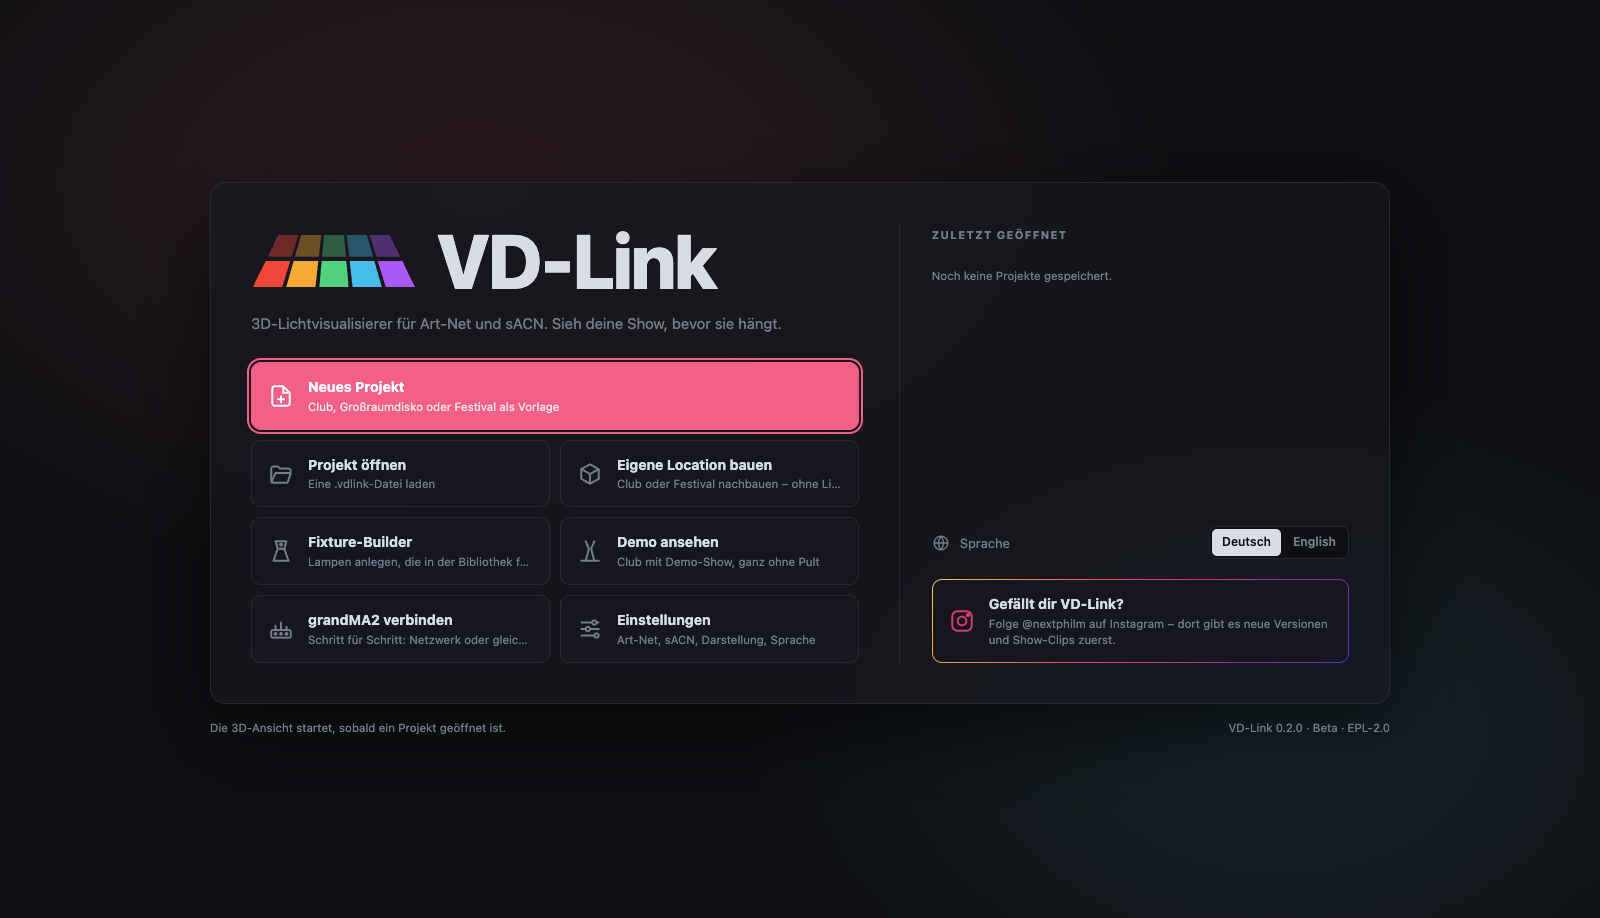 VD-Link
3D-Lichtvisualisierer für Art-Net und sACN. Sieh deine Show, bevor sie hängt.
Neues Projekt
Club, Großraumdisko oder Festival als Vorlage
Projekt öffnen
Eine .vdlink-Datei laden
Eigene Location bauen
Club oder Festival nachbauen – ohne Li…
Fixture-Builder
Lampen anlegen, die in der Bibliothek f…
Demo ansehen
Club mit Demo-Show, ganz ohne Pult
grandMA2 verbinden
Schritt für Schritt: Netzwerk oder gleic…
Einstellungen
Art-Net, sACN, Darstellung, Sprache
ZULETZT GEÖFFNET
Noch keine Projekte gespeichert.
Sprache
Deutsch
English
Gefällt dir VD-Link?
Folge @nextphilm auf Instagram – dort gibt es neue Versionen
und Show-Clips zuerst.
Die 3D-Ansicht startet, sobald ein Projekt geöffnet ist.
VD-Link 0.2.0 · Beta · EPL-2.0